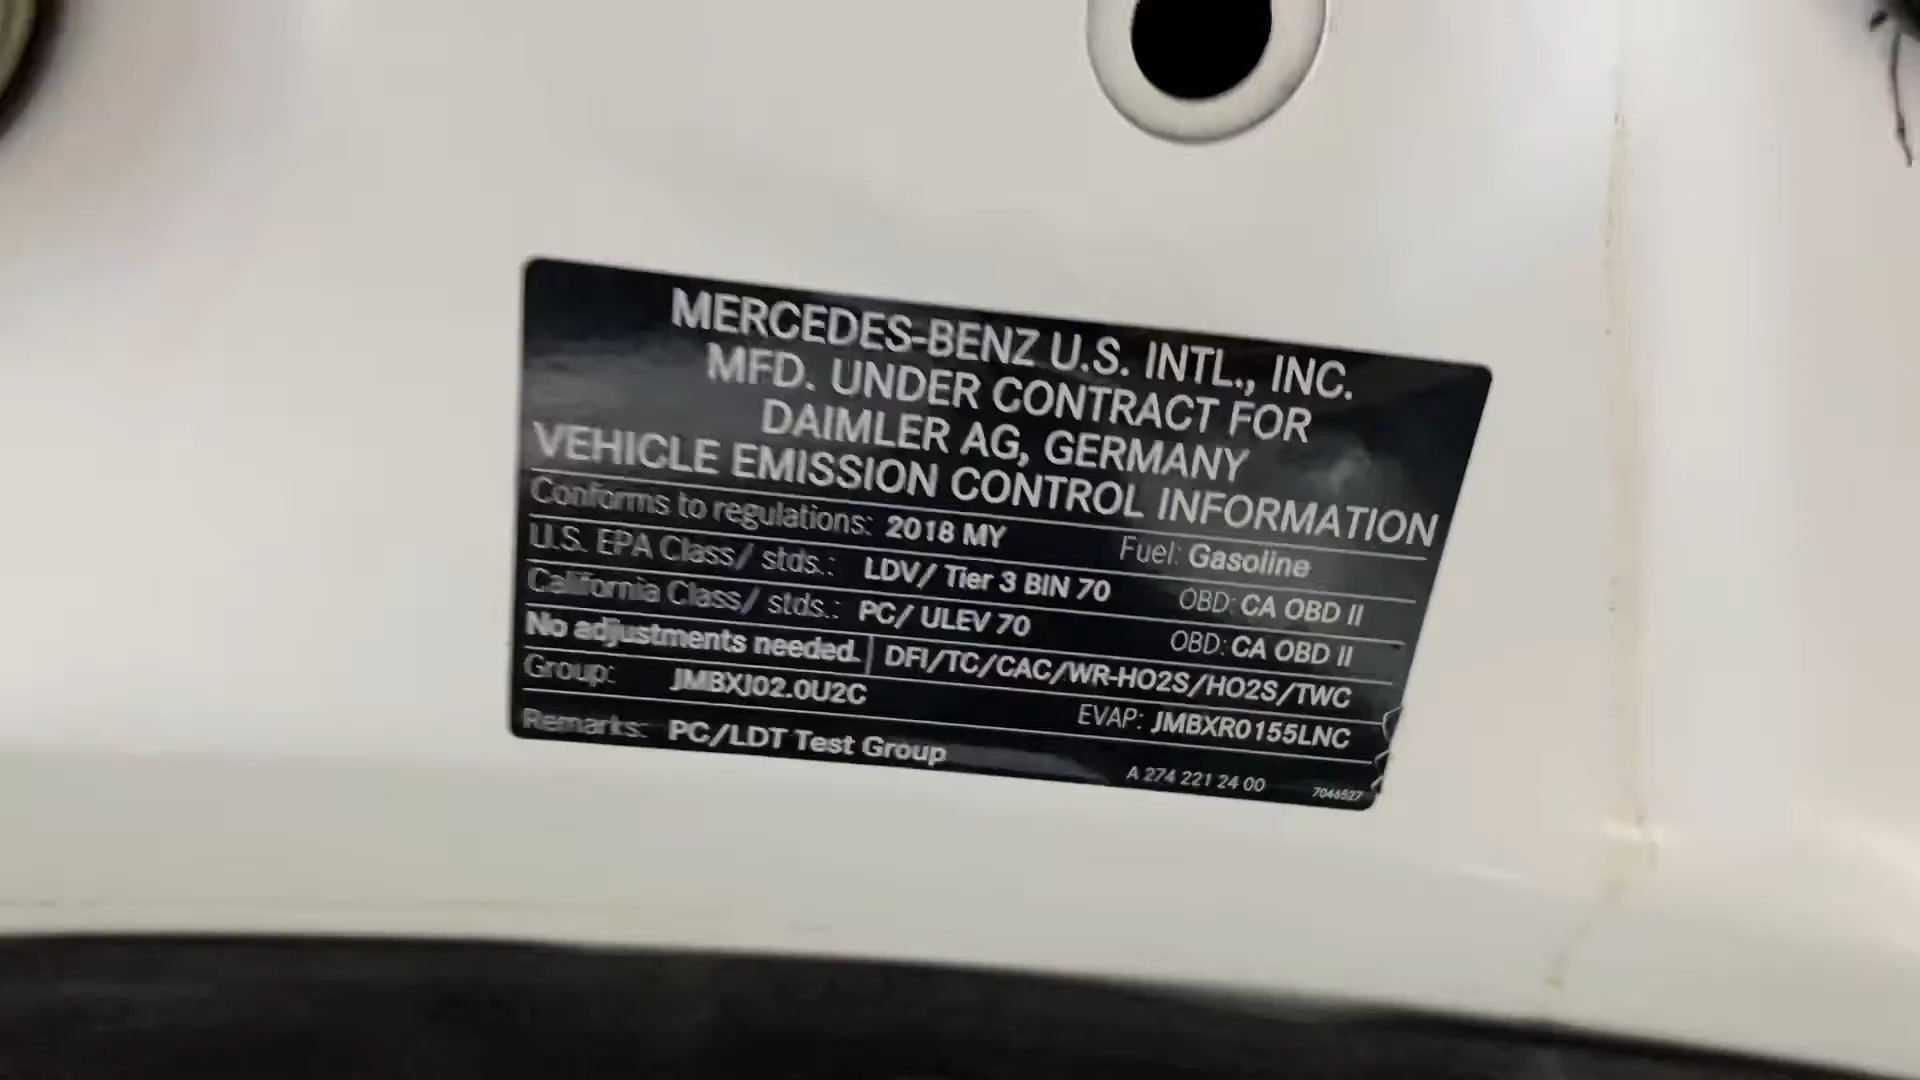 MERCEDES-BENZ U.S. INTL., INC.
MFD. UNDER CONTRACT FOR
DAIMLER AG, GERMANY
VEHICLE EMISSION CONTROL INFORMATION
Conforms to regulations: 2018 MY Fuel: Gasoline
U.S. EPA Class/ stds.: LDV/ Tier 3 BIN 70 OBD: CA OBD II
California Class/ stds.: PC/ ULEV 70 OBD: CA OBD II
No adjustments needed. DFI/TC/CAC/WR-HO2S/HO2S/TWC
Group: JMBXJ02.0U2C EVAP: JMBXR0155LNC
Remarks: PC/LDT Test Group
A 274 221 24 00 7046527